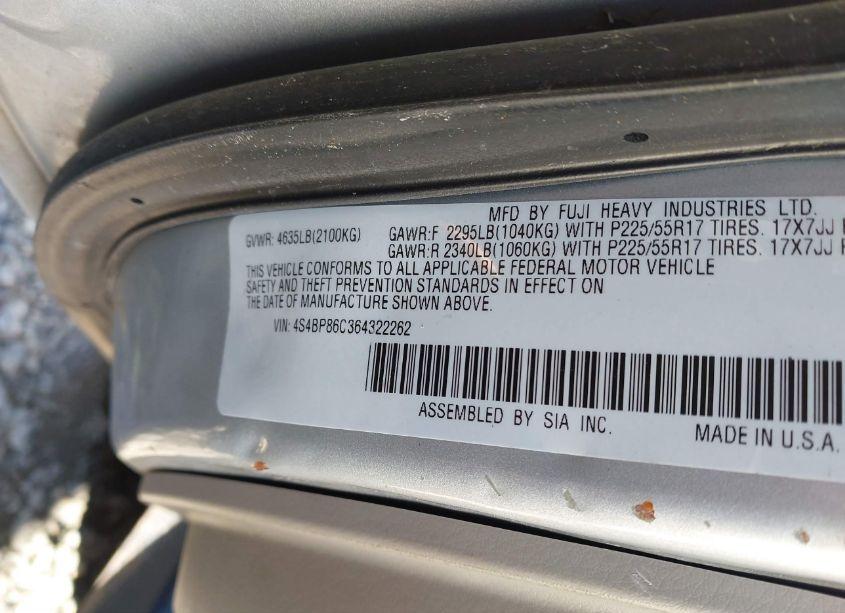 MFD BY FUJI HEAVY INDUSTRIES LTD.
GVWR: 4635LB(2100KG) GAWR:F 2295LB(1040KG) WITH P225/55R17 TIRES. 17X7JJ
GAWR:R 2340LB(1060KG) WITH P225/55R17 TIRES. 17X7JJ
THIS VEHICLE CONFORMS TO ALL APPLICABLE FEDERAL MOTOR VEHICLE
SAFETY AND THEFT PREVENTION STANDARDS IN EFFECT ON
THE DATE OF MANUFACTURE SHOWN ABOVE.
VIN: 4S4BP86C364322262
ASSEMBLED BY SIA INC.
MADE IN U.S.A.